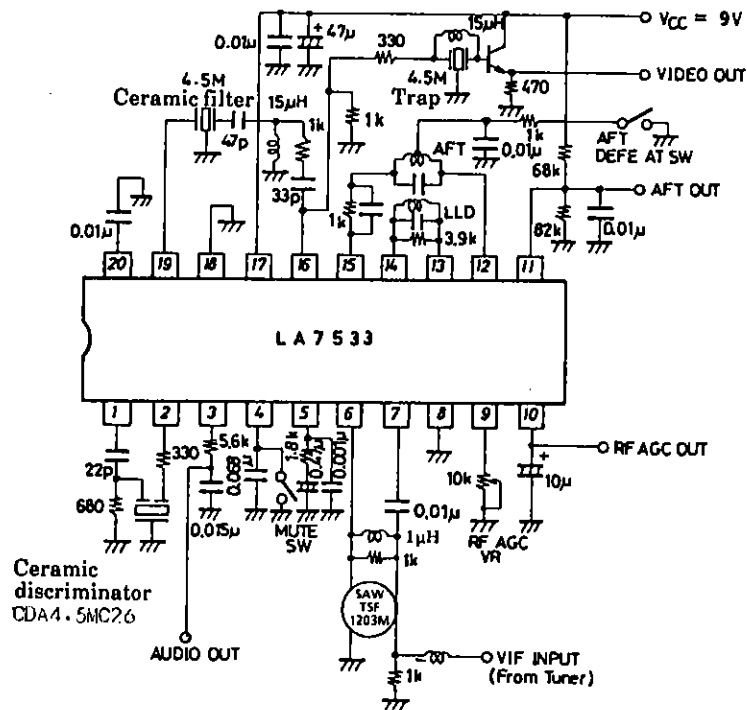 VCC = 9V
15μH
47μ
+
0.01μ
330
4.5M
Trap
470
VIDEO OUT
4.5M
Ceramic filter
15μH
47p
1k
33p
1k
AFT
0.01μ
1k
AFT
DEFEAT SW
68k
AFT OUT
82k
0.01μ
1k
LLD
3.9k
0.01μ
20 19 18 17 16 15 14 13 12 11
LA7533
1 2 3 4 5 6 7 8 9 10
22p
680
330
5.6k
0.015μ
0.068μ
MUTE
SW
1.8k
0.47μ
0.001μ
0.01μ
1μH
1k
SAW
TSF
1203M
10k
RF AGC
VR
+
10μ
RF AGC OUT
Ceramic
discriminator
CDA4.5MC26
AUDIO OUT
1k
VIF INPUT
(From Tuner)